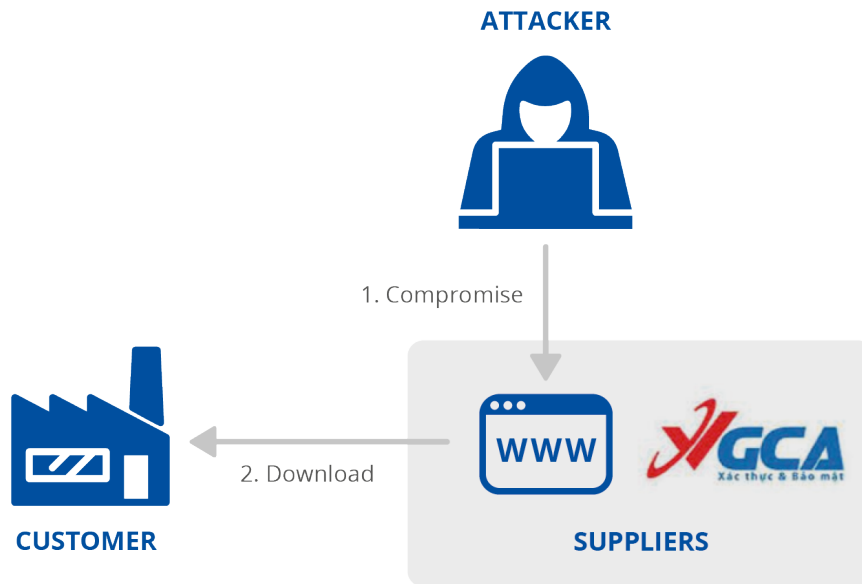 ATTACKER
1. Compromise
WWW
VGCA
Xác thực & Bảo mật
2. Download
CUSTOMER
SUPPLIERS